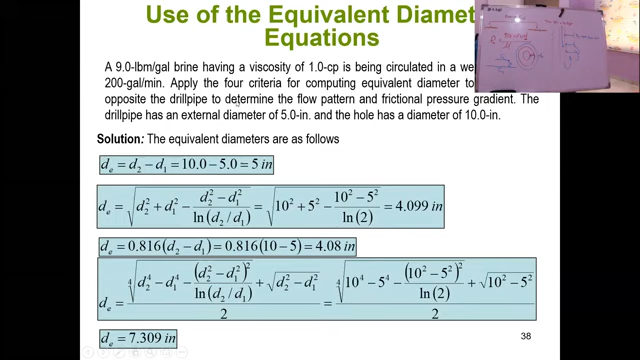 Use of the Equivalent Diamet
Equations
A 9.0-lbm/gal brine having a viscosity of 1.0-cp is being circulated in a we
200-gal/min. Apply the four criteria for computing equivalent diameter to
opposite the drillpipe to determine the flow pattern and frictional pressure gradient. The
drillpipe has an external diameter of 5.0-in. and the hole has a diameter of 10.0-in.
Solution: The equivalent diameters are as follows
d_e = d_2 − d_1 = 10.0 − 5.0 = 5 in
d_e = √(d_2^2 + d_1^2 − (d_2^2 − d_1^2)/ln(d_2/d_1)) = √(10^2 + 5^2 − (10^2 − 5^2)/ln(2)) = 4.099 in
d_e = 0.816(d_2 − d_1) = 0.816(10 − 5) = 4.08 in
d_e = (∜(d_2^4 − d_1^4 − (d_2^2 − d_1^2)^2/ln(d_2/d_1)) + √(d_2^2 − d_1^2))/2 = (∜(10^4 − 5^4 − (10^2 − 5^2)^2/ln(2)) + √(10^2 − 5^2))/2
d_e = 7.309 in
38